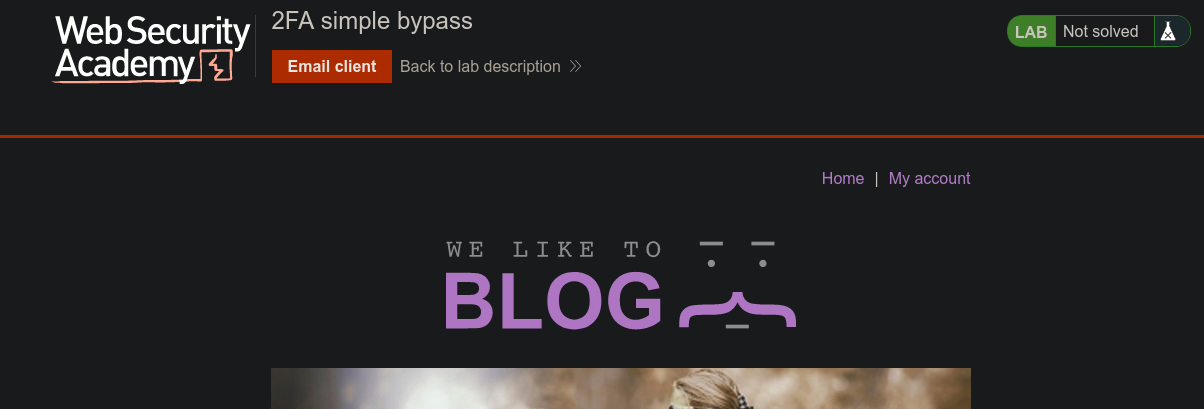 Web Security
Academy
2FA simple bypass
Email client
Back to lab description
LAB
Not solved
Home | My account
WE LIKE TO
BLOG